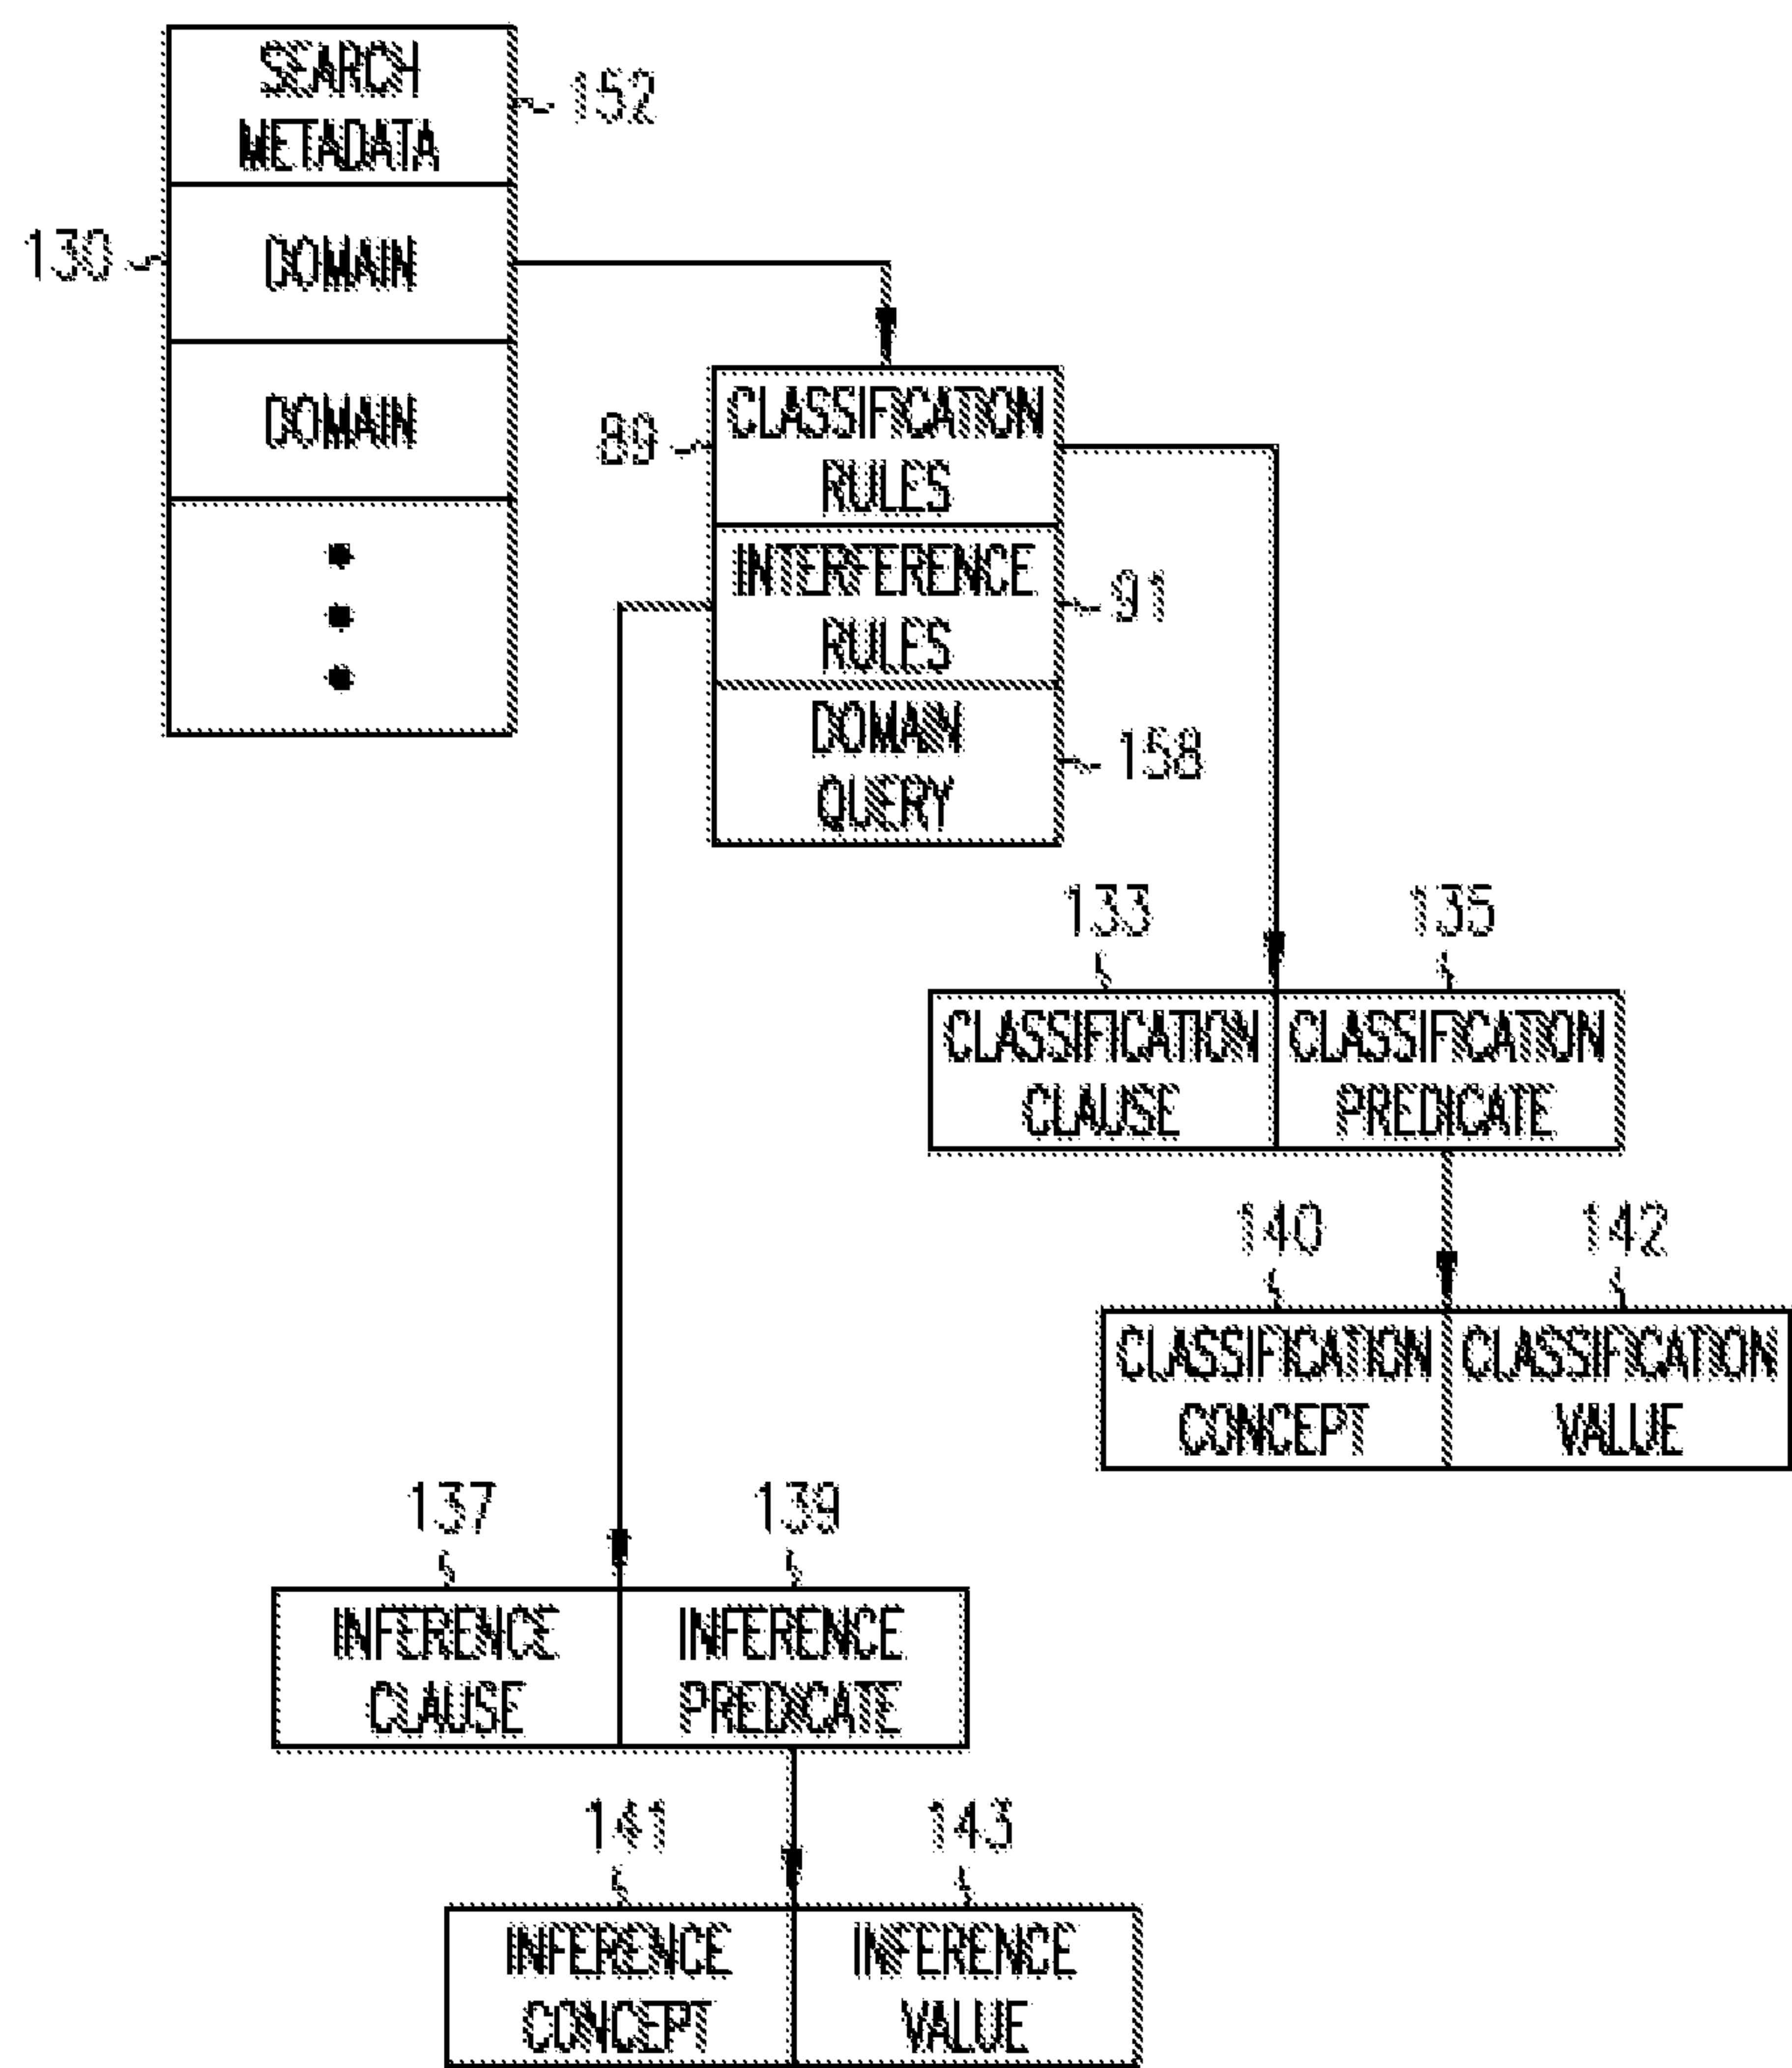 SEARCH
METADATA
152
130
DOMAIN
DOMAIN
89
CLASSIFICATION
RULES
INTERFERENCE
RULES
91
DOMAIN
QUERY
158
133
135
CLASSIFICATION
CLAUSE
CLASSIFICATION
PREDICATE
140
142
CLASSIFICATION
CONCEPT
CLASSIFICATION
VALUE
137
139
INFERENCE
CLAUSE
INFERENCE
PREDICATE
141
143
INFERENCE
CONCEPT
INFERENCE
VALUE